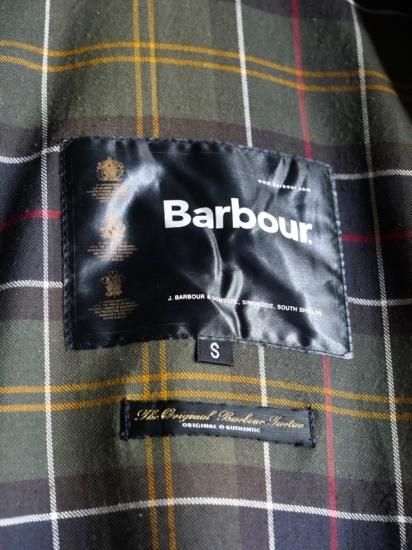 www.barbour.com
Barbour.
J. BARBOUR & SONS LTD, SIMONSIDE, SOUTH SHIELDS.
S
The Original Barbour Tartan
ORIGINAL & AUTHENTIC